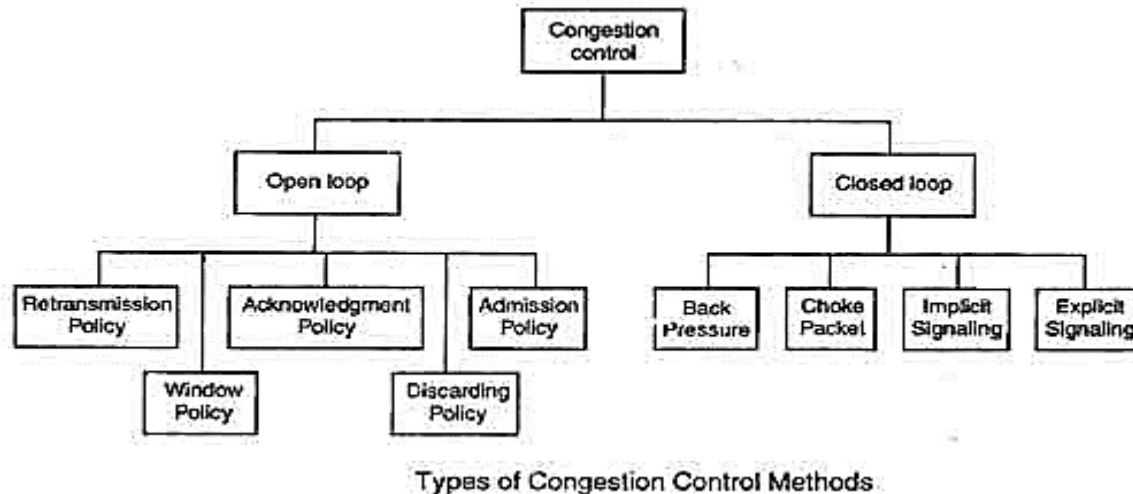 Congestion
control
Open loop
Closed loop
Retransmission
Policy
Acknowledgment
Policy
Admission
Policy
Back
Pressure
Choke
Packet
Implicit
Signaling
Explicit
Signaling
Window
Policy
Discarding
Policy
Types of Congestion Control Methods